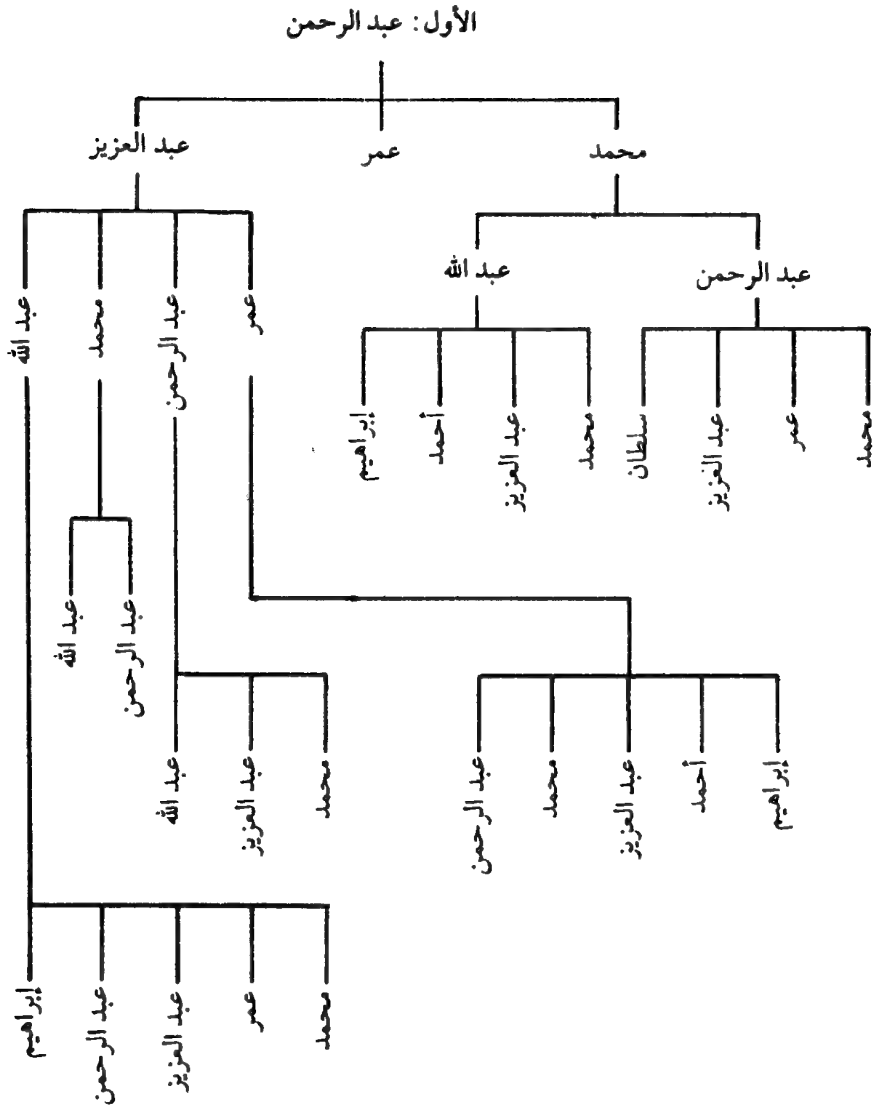 الأول: عبد الرحمن
محمد
عمر
عبد العزيز
عبد الرحمن
عبد الله
عمر
عبد الرحمن
محمد
عبد الله
محمد
عمر
عبد العزيز
سلطان
محمد
عبد العزيز
أحمد
إبراهيم
عبد الرحمن
عبد الله
إبراهيم
أحمد
عبد العزيز
محمد
عبد الرحمن
محمد
عبد العزيز
عبد الله
محمد
عمر
عبد العزيز
عبد الرحمن
إبراهيم